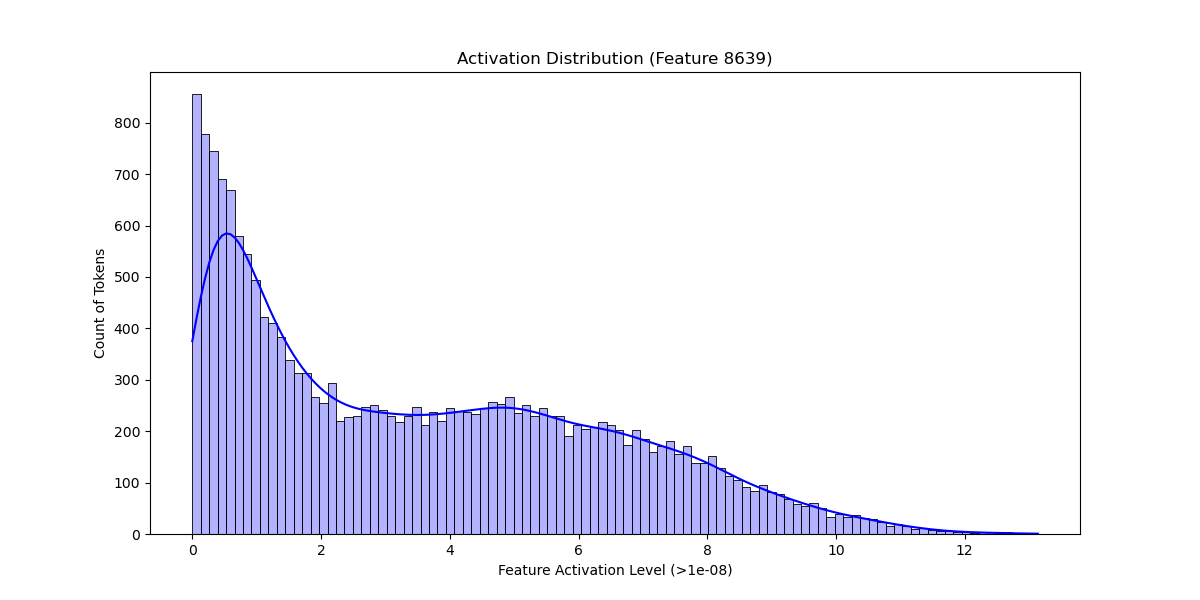 Activation Distribution (Feature 8639)
Count of Tokens
800
700
600
500
400
300
200
100
0
0 2 4 6 8 10 12
Feature Activation Level (>1e-08)